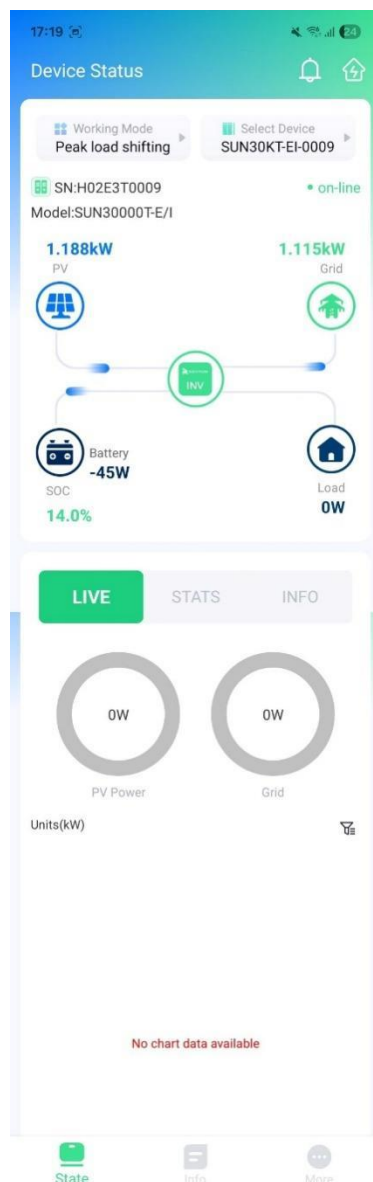 17:19
24
Device Status
Working Mode
Peak load shifting
Select Device
SUN30KT-EI-0009
SN:H02E3T0009
on-line
Model:SUN30000T-E/I
1.188kW
PV
1.115kW
Grid
INV
Battery
-45W
SOC
14.0%
Load
0W
LIVE
STATS
INFO
0W
0W
PV Power
Grid
Units(kW)
No chart data available
State
Info
More